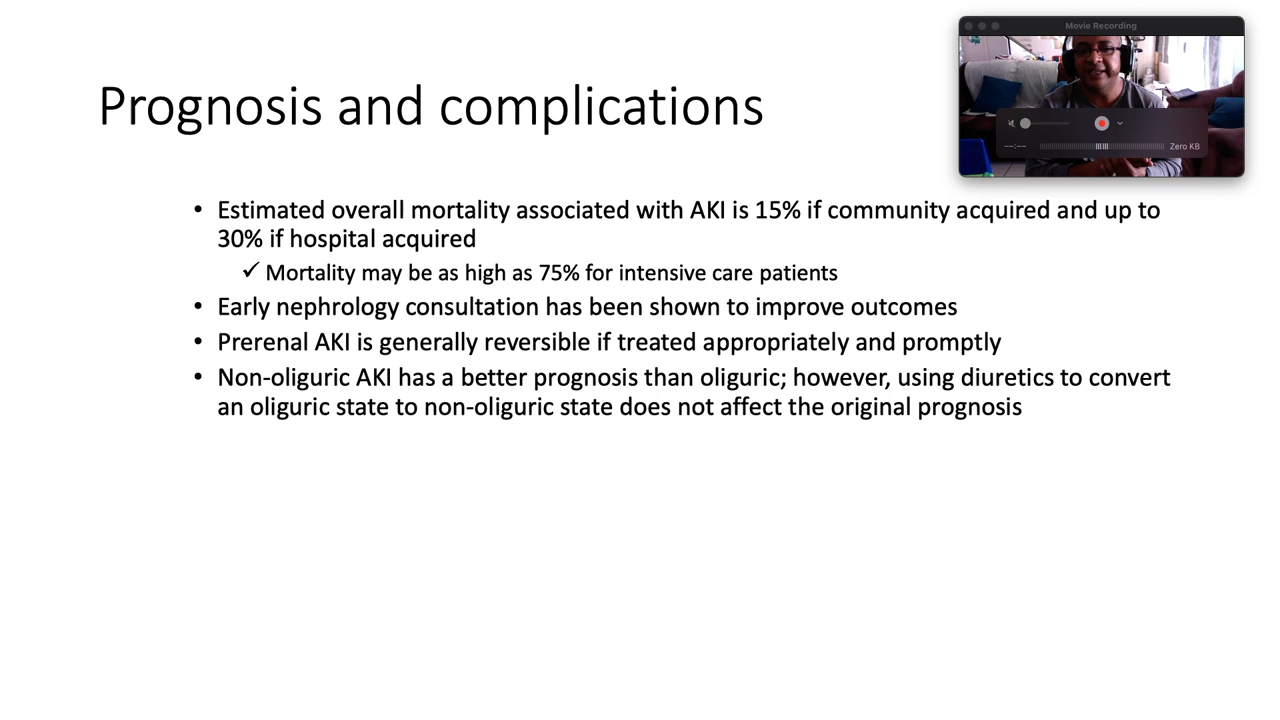 Movie Recording
--:--
Zero KB
Prognosis and complications
• Estimated overall mortality associated with AKI is 15% if community acquired and up to
30% if hospital acquired
✓ Mortality may be as high as 75% for intensive care patients
• Early nephrology consultation has been shown to improve outcomes
• Prerenal AKI is generally reversible if treated appropriately and promptly
• Non-oliguric AKI has a better prognosis than oliguric; however, using diuretics to convert
an oliguric state to non-oliguric state does not affect the original prognosis